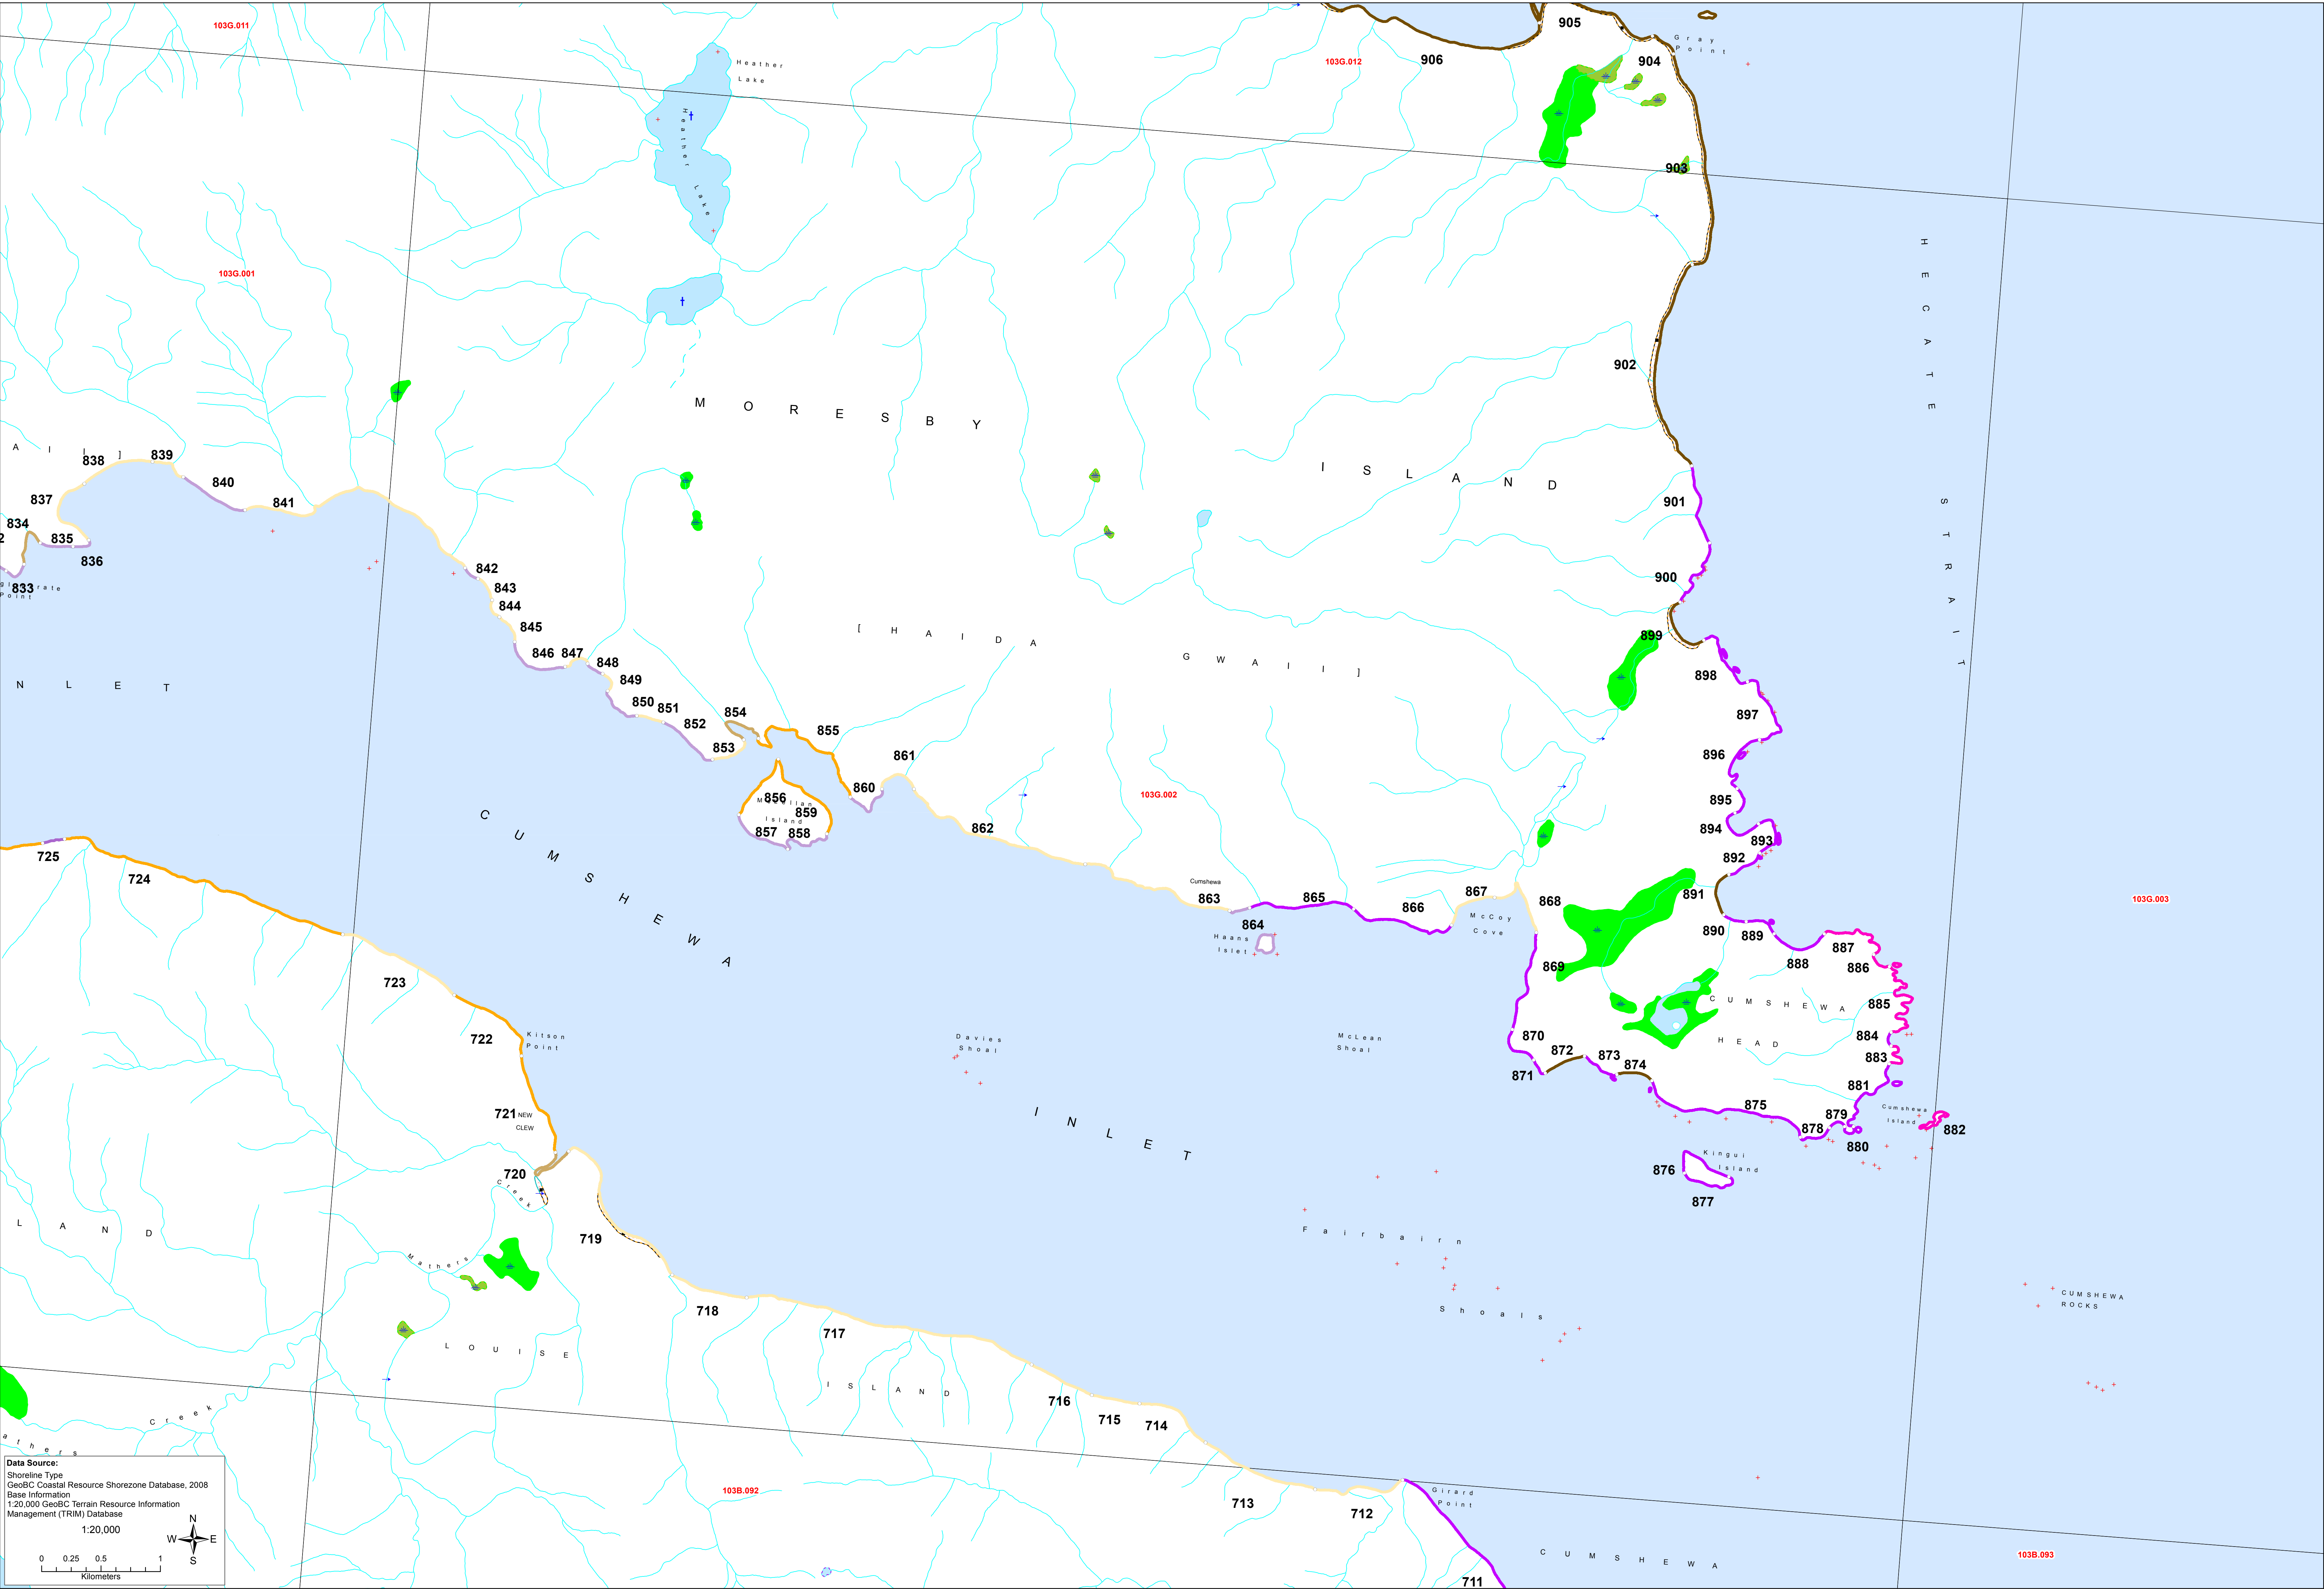 103G.011
103G.012
905
906
904
903
Gray
Point
Heather
Lake
Heather Lake
103G.001
HECATE STRAIT
902
MORESBY
ISLAND
901
900
899
898
897
896
895
894
893
892
891
890
889
888
887
886
885
884
883
881
879
878
880
882
AII]
838
839
840
841
837
834
2
835
836
833
Point
842
843
844
845
846
847
848
849
850
851
852
853
854
855
856
859
Island
857
858
860
861
862
[HAIDA
GWAII]
103G.002
103G.003
NLET
CUMSHEWA
INLET
Cumshewa
863
864
865
866
867
868
869
870
871
872
873
874
875
876
877
Haans
Islet
McCoy
Cove
CUMSHEWA
HEAD
Cumshewa
Island
Kingui
Island
725
724
723
722
721
720
719
718
717
716
715
714
713
712
711
Kitson
Point
NEW
CLEW
Davies
Shoal
McLean
Shoal
Fairbairn
Shoals
CUMSHEWA
ROCKS
Mathers
Creek
LAND
LOUISE
ISLAND
Creek
athers
103B.092
103B.093
Girard
Point
CUMSHEWA
Data Source:
Shoreline Type
GeoBC Coastal Resource Shorezone Database, 2008
Base Information
1:20,000 GeoBC Terrain Resource Information
Management (TRIM) Database
1:20,000
N
W E
S
0 0.25 0.5 1
Kilometers